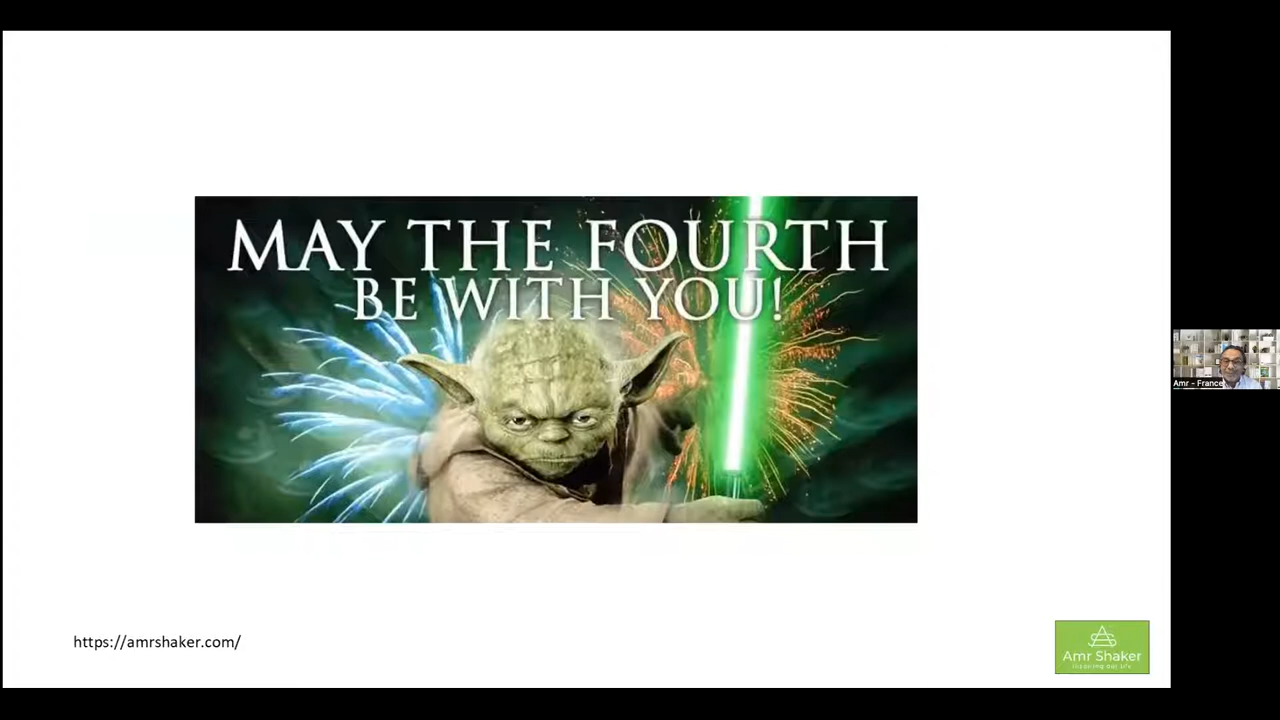 MAY THE FOURTH
BE WITH YOU!
Amr - France
https://amrshaker.com/
Amr Shaker